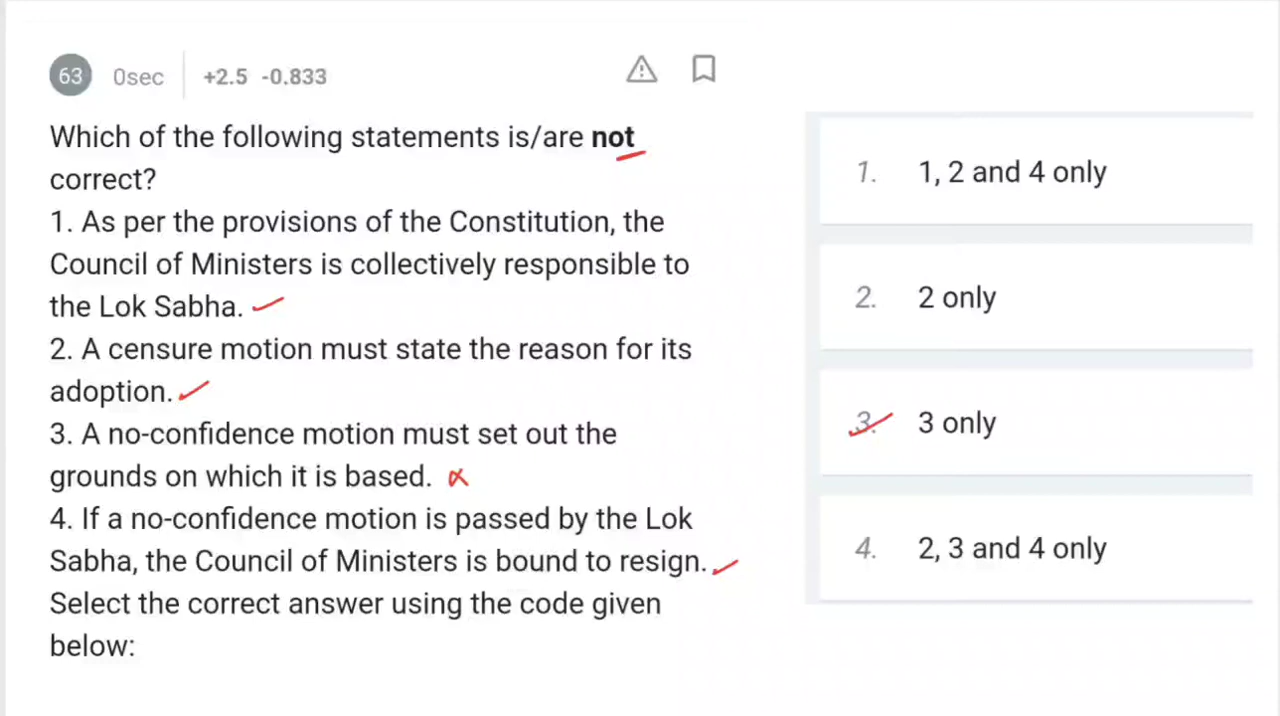 63 0sec +2.5 -0.833
Which of the following statements is/are not
correct?
1. As per the provisions of the Constitution, the
Council of Ministers is collectively responsible to
the Lok Sabha.
2. A censure motion must state the reason for its
adoption.
3. A no-confidence motion must set out the
grounds on which it is based.
4. If a no-confidence motion is passed by the Lok
Sabha, the Council of Ministers is bound to resign.
Select the correct answer using the code given
below:
1. 1, 2 and 4 only
2. 2 only
3. 3 only
4. 2, 3 and 4 only